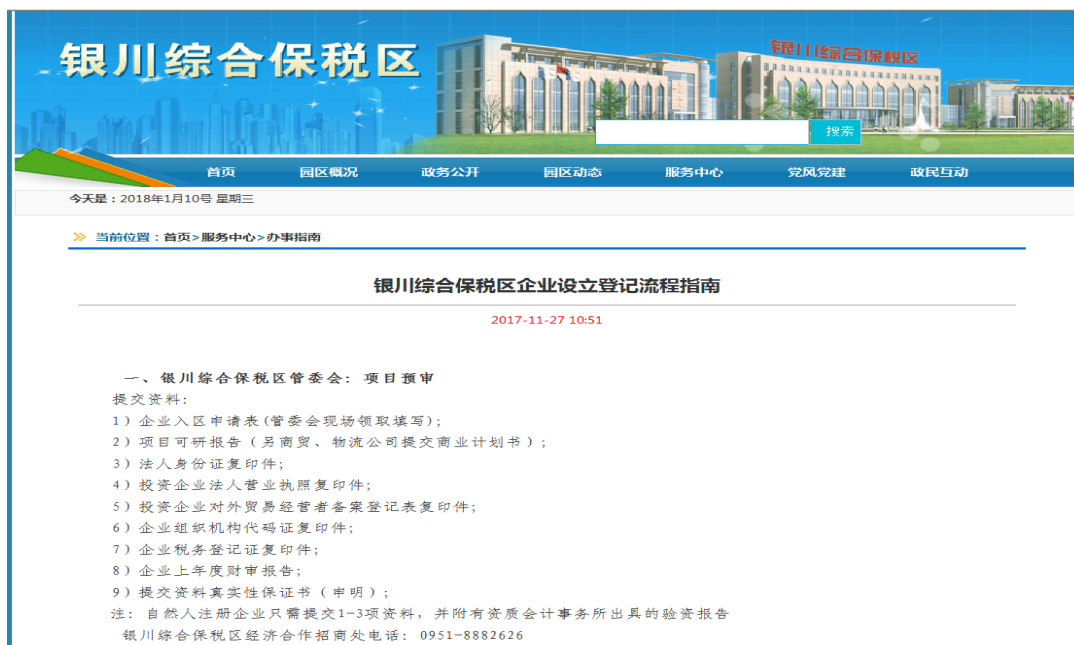 银川综合保税区
银川综合保税区
搜索
首页 园区概况 政务公开 园区动态 服务中心 党风党建 政民互动
今天是：2018年1月10号 星期三
当前位置：首页>服务中心>办事指南
银川综合保税区企业设立登记流程指南
2017-11-27 10:51
一、银川综合保税区管委会：项目预审
提交资料：
1）企业入区申请表(管委会现场领取填写)；
2）项目可研报告（另商贸、物流公司提交商业计划书）；
3）法人身份证复印件；
4）投资企业法人营业执照复印件；
5）投资企业对外贸易经营者备案登记表复印件；
6）企业组织机构代码证复印件；
7）企业税务登记证复印件；
8）企业上年度财审报告；
9）提交资料真实性保证书（申明）；
注：自然人注册企业只需提交1-3项资料，并附有资质会计事务所出具的验资报告
银川综合保税区经济合作招商处电话：0951-8882626